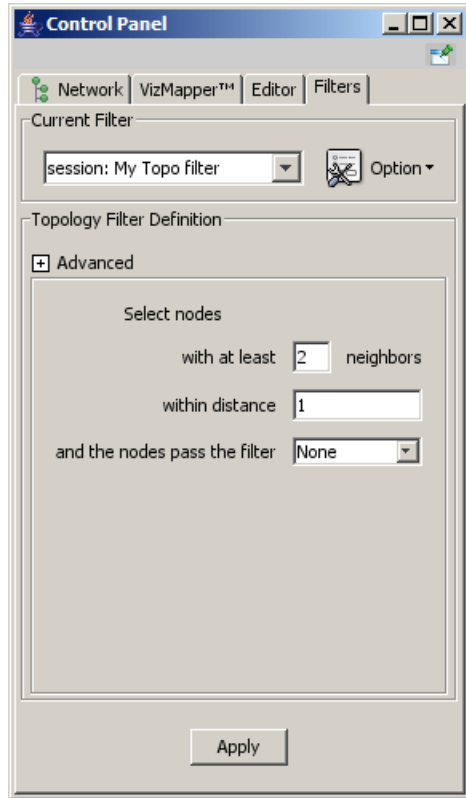 Control Panel
Network VizMapper™ Editor Filters
Current Filter
session: My Topo filter Option
Topology Filter Definition
+ Advanced
Select nodes
with at least 2 neighbors
within distance 1
and the nodes pass the filter None
Apply